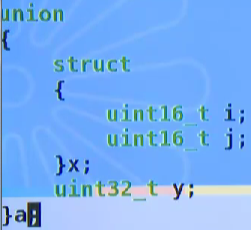 union
{
struct
{
uint16_t i;
uint16_t j;
}x;
uint32_t y;
}a;